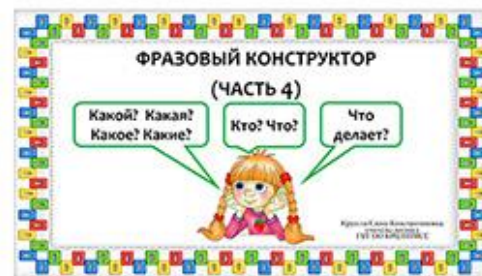 ФРАЗОВЫЙ КОНСТРУКТОР
(ЧАСТЬ 4)
Какой? Какая?
Какое? Какие?
Кто? Что?
Что
делает?